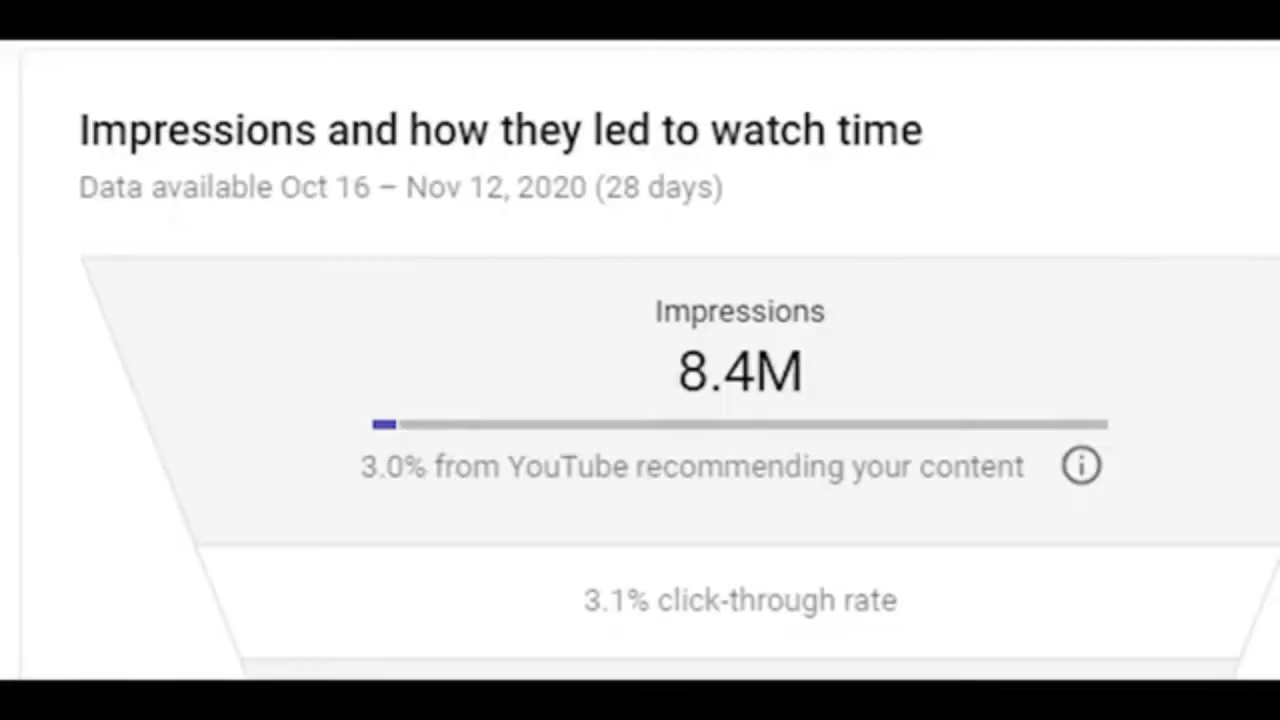 Impressions and how they led to watch time
Data available Oct 16 – Nov 12, 2020 (28 days)
Impressions
8.4M
3.0% from YouTube recommending your content
3.1% click-through rate